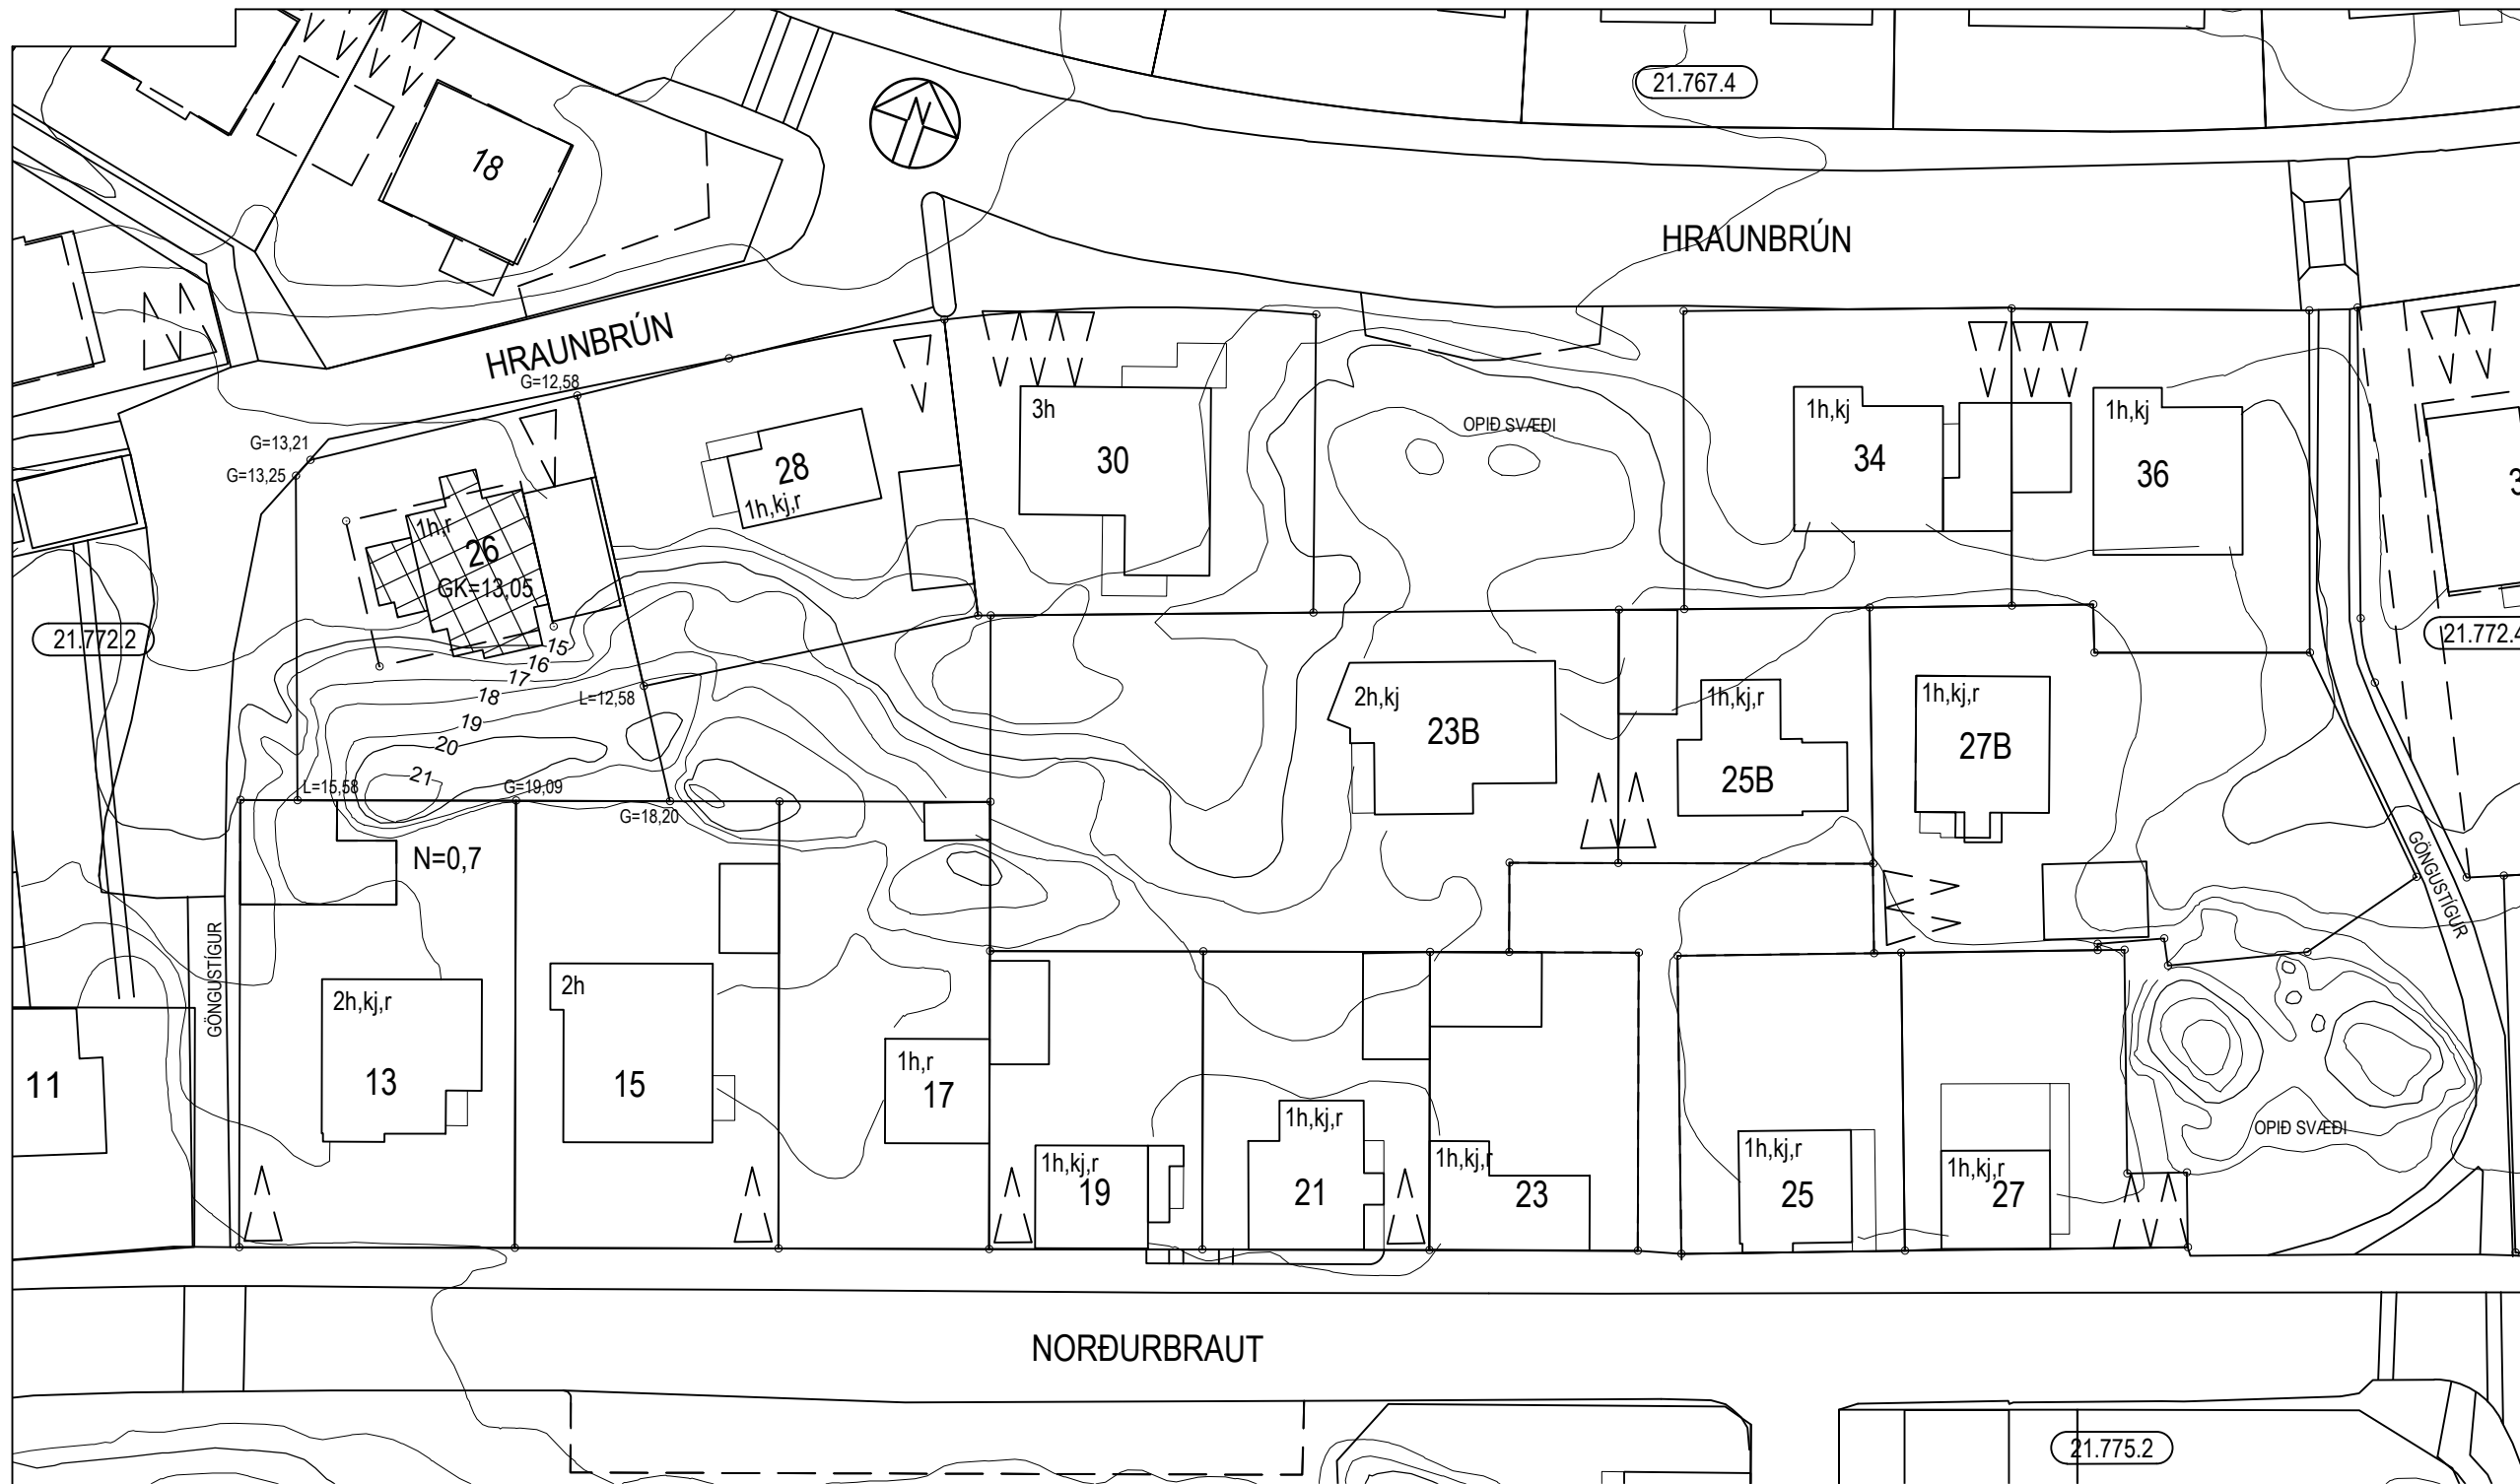 21.767.4
18
N
HRAUNBRÚN
HRAUNBRÚN
G=12,58
3h
30
OPIÐ SVÆÐI
1h,kj
34
1h,kj
36
G=13,21
G=13,25
28
1h,kj,r
1h,r
26
GK=13,05
21.772.2
15
16
17
18
19
20
21
L=12,58
2h,kj
23B
1h,kj,r
25B
1h,kj,r
27B
L=15,58
G=19,09
G=18,20
N=0,7
GÖNGUSTÍGUR
GÖNGUSTÍGUR
11
2h,kj,r
13
2h
15
1h,r
17
1h,kj,r
19
1h,kj,r
21
1h,kj,r
23
1h,kj,r
25
1h,kj,r
27
OPIÐ SVÆÐI
NORÐURBRAUT
21.775.2
21.772.4